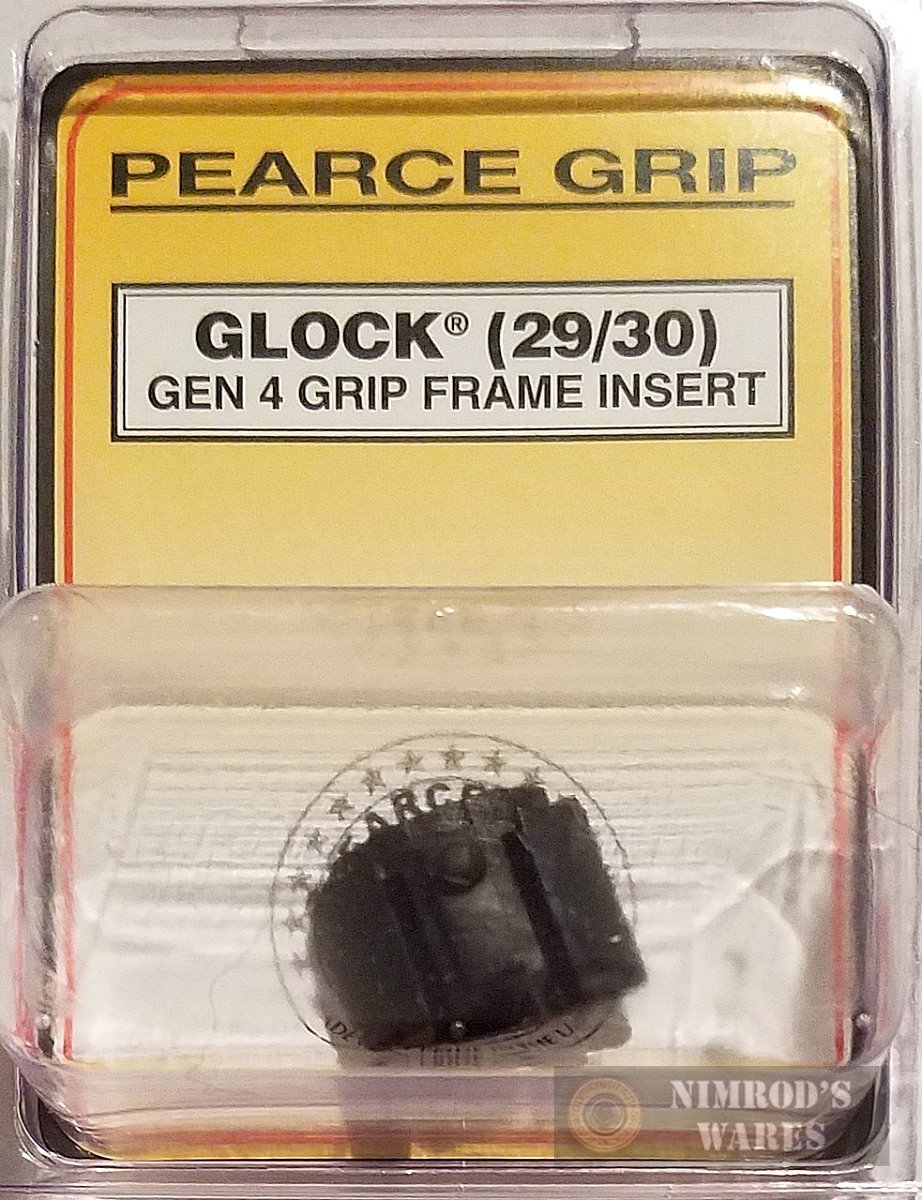 PEARCE GRIP
GLOCK® (29/30)
GEN 4 GRIP FRAME INSERT
NIMROD'S
WARES